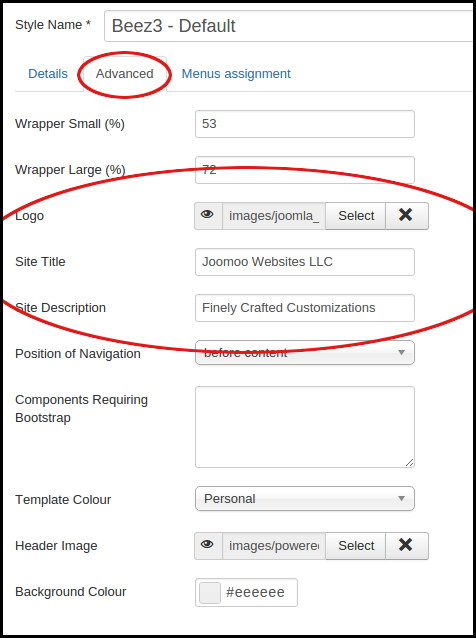 Style Name * Beez3 - Default
Details Advanced Menus assignment
Wrapper Small (%) 53
Wrapper Large (%) 72
Logo images/joomla_ Select
Site Title Joomoo Websites LLC
Site Description Finely Crafted Customizations
Position of Navigation before content
Components Requiring
Bootstrap
Template Colour Personal
Header Image images/powered Select
Background Colour #eeeeee